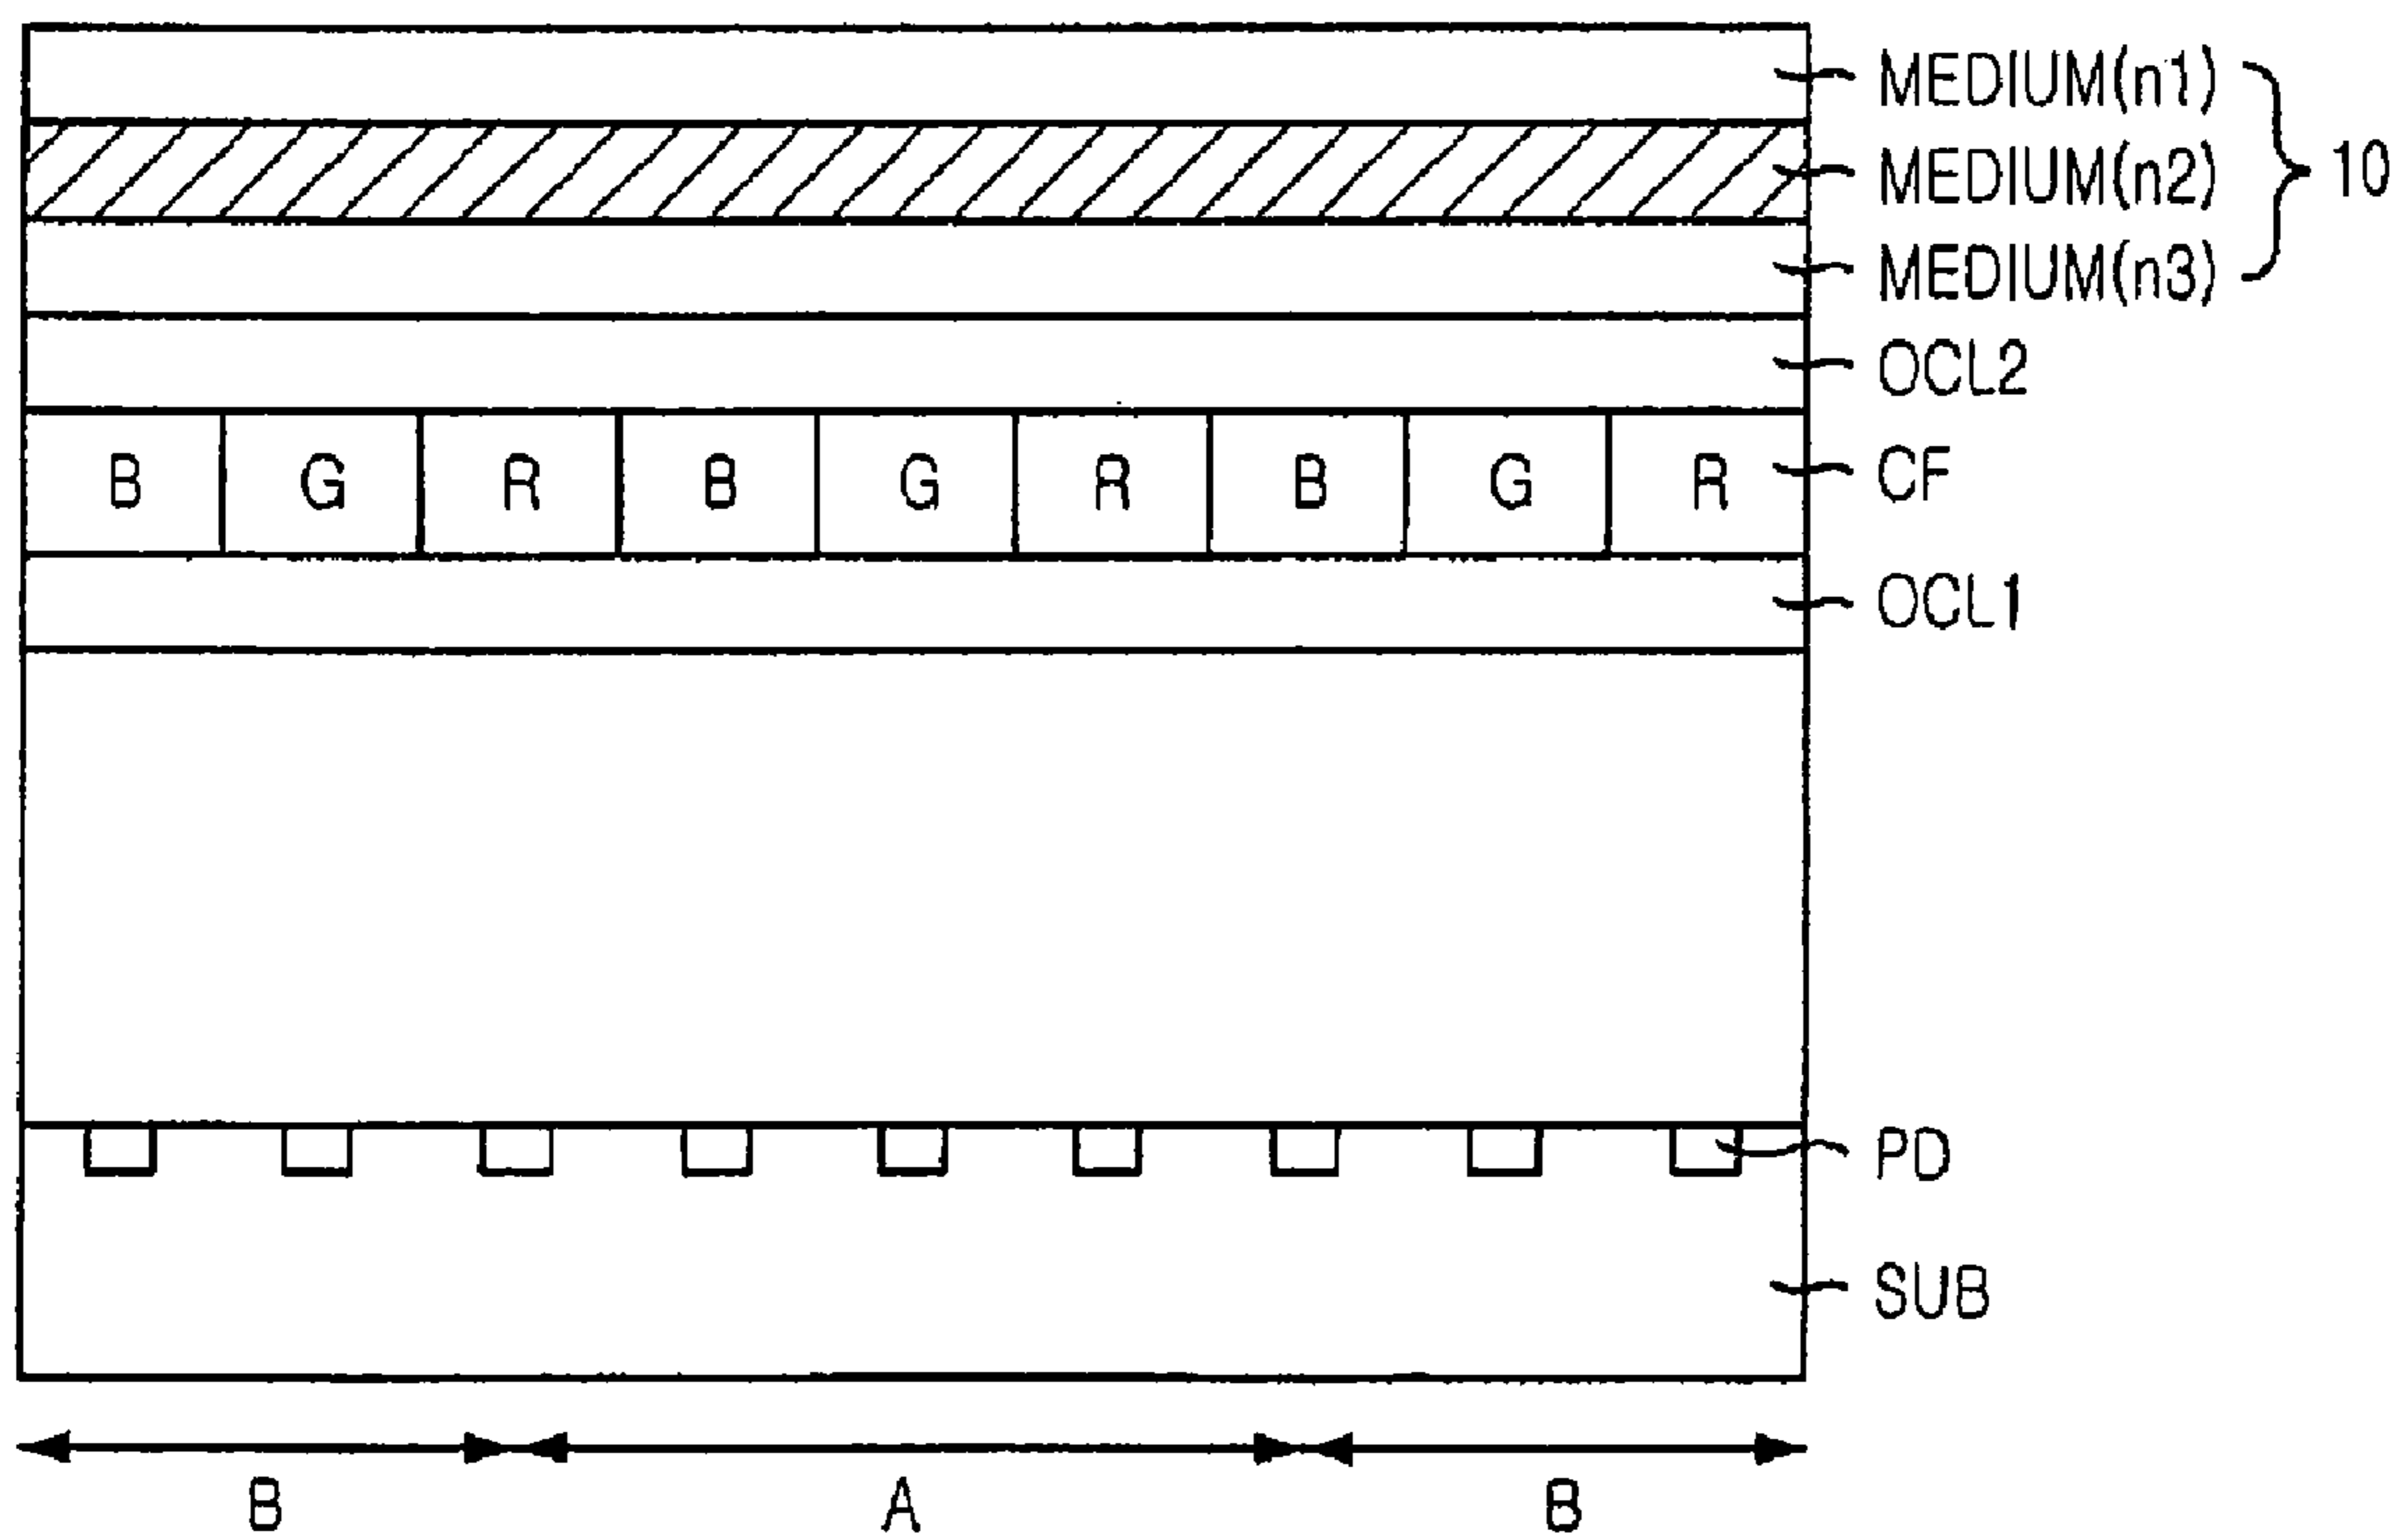 MEDIUM(n1)
MEDIUM(n2)
10
MEDIUM(n3)
OCL2
B G R B G R B G R
CF
OCL1
PD
SUB
B A B